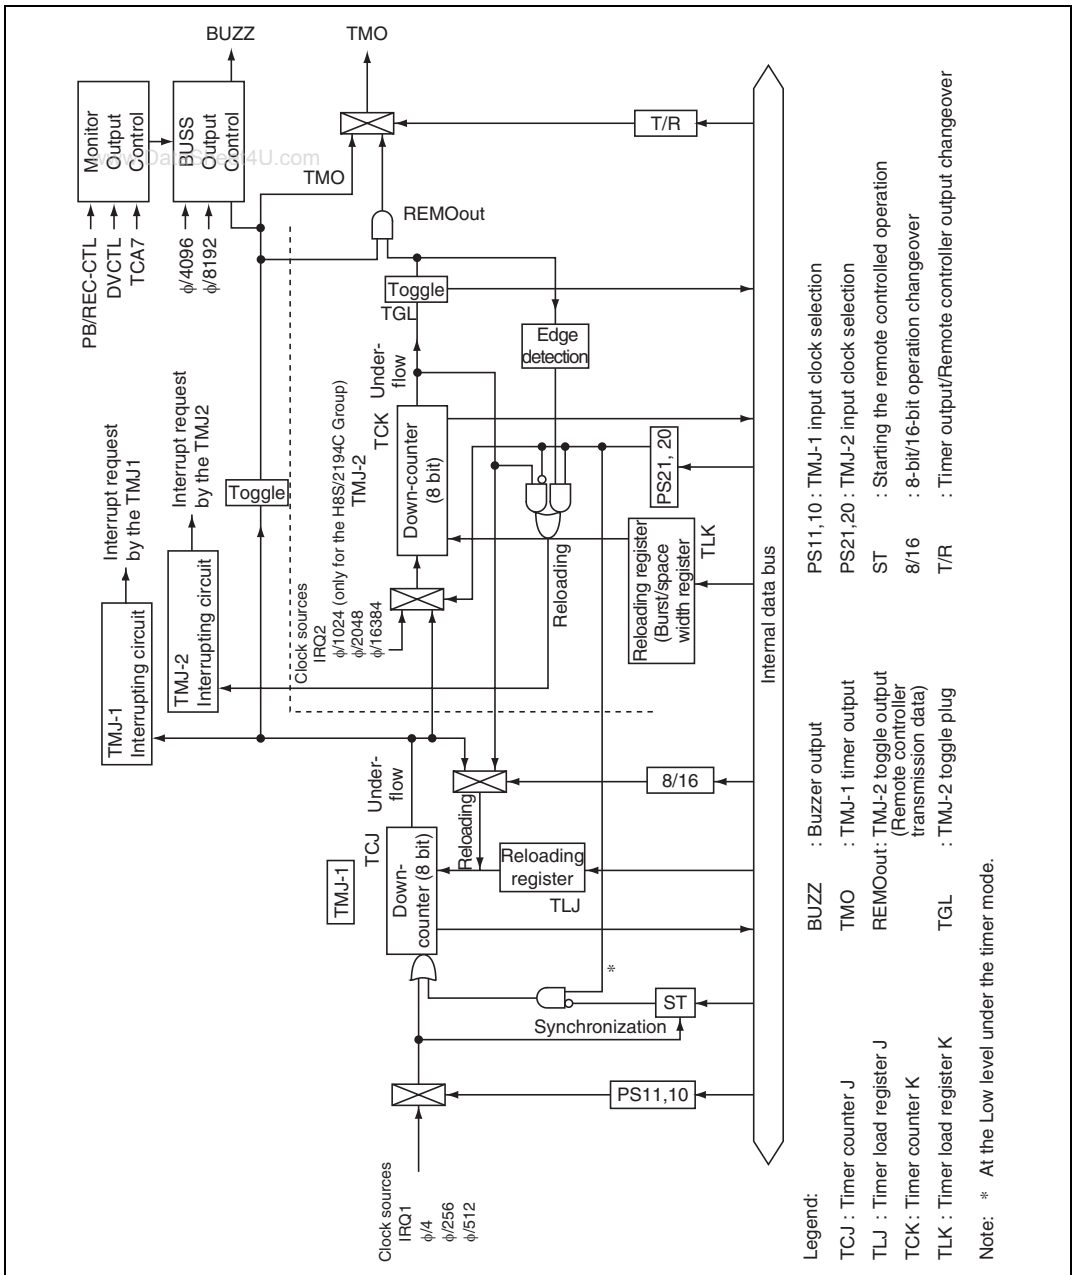 BUZZ
TMO
Monitor
Output
Control
BUSS
Output
Control
www.DataSheet4U.com
T/R
TMO
REMOout
PB/REC-CTL
DVCTL
TCA7
φ/4096
φ/8192
Toggle
TGL
Edge
detection
Under-
flow
Interrupt request
by the TMJ1
Interrupt request
by the TMJ2
Toggle
TCK
Down-counter
(8 bit)
TMJ-2
PS21, 20
Clock sources
IRQ2
φ/1024 (only for the H8S/2194C Group)
φ/2048
φ/16384
Reloading
TLK
Reloading register
(Burst/space
width register
TMJ-1
Interrupting circuit
TMJ-2
Interrupting circuit
Internal data bus
Under-
flow
8/16
TCJ
TMJ-1
Down-
counter (8 bit)
Reloading
Reloading
register
TLJ
*
ST
Synchronization
PS11,10
Clock sources
IRQ1
φ/4
φ/256
φ/512
Legend:
TCJ : Timer counter J
TLJ : Timer load register J
TCK : Timer counter K
TLK : Timer load register K
BUZZ : Buzzer output
TMO : TMJ-1 timer output
REMOout: TMJ-2 toggle output
(Remote controller
transmission data)
TGL : TMJ-2 toggle plug
PS11,10 : TMJ-1 input clock selection
PS21,20 : TMJ-2 input clock selection
ST : Starting the remote controlled operation
8/16 : 8-bit/16-bit operation changeover
T/R : Timer output/Remote controller output changeover
Note: * At the Low level under the timer mode.